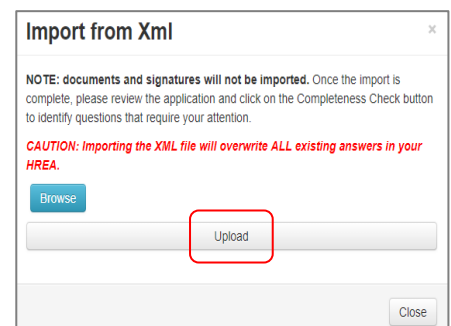 Import from Xml ×
NOTE: documents and signatures will not be imported. Once the import is
complete, please review the application and click on the Completeness Check button
to identify questions that require your attention.
CAUTION: Importing the XML file will overwrite ALL existing answers in your
HREA.
Browse
Upload
Close